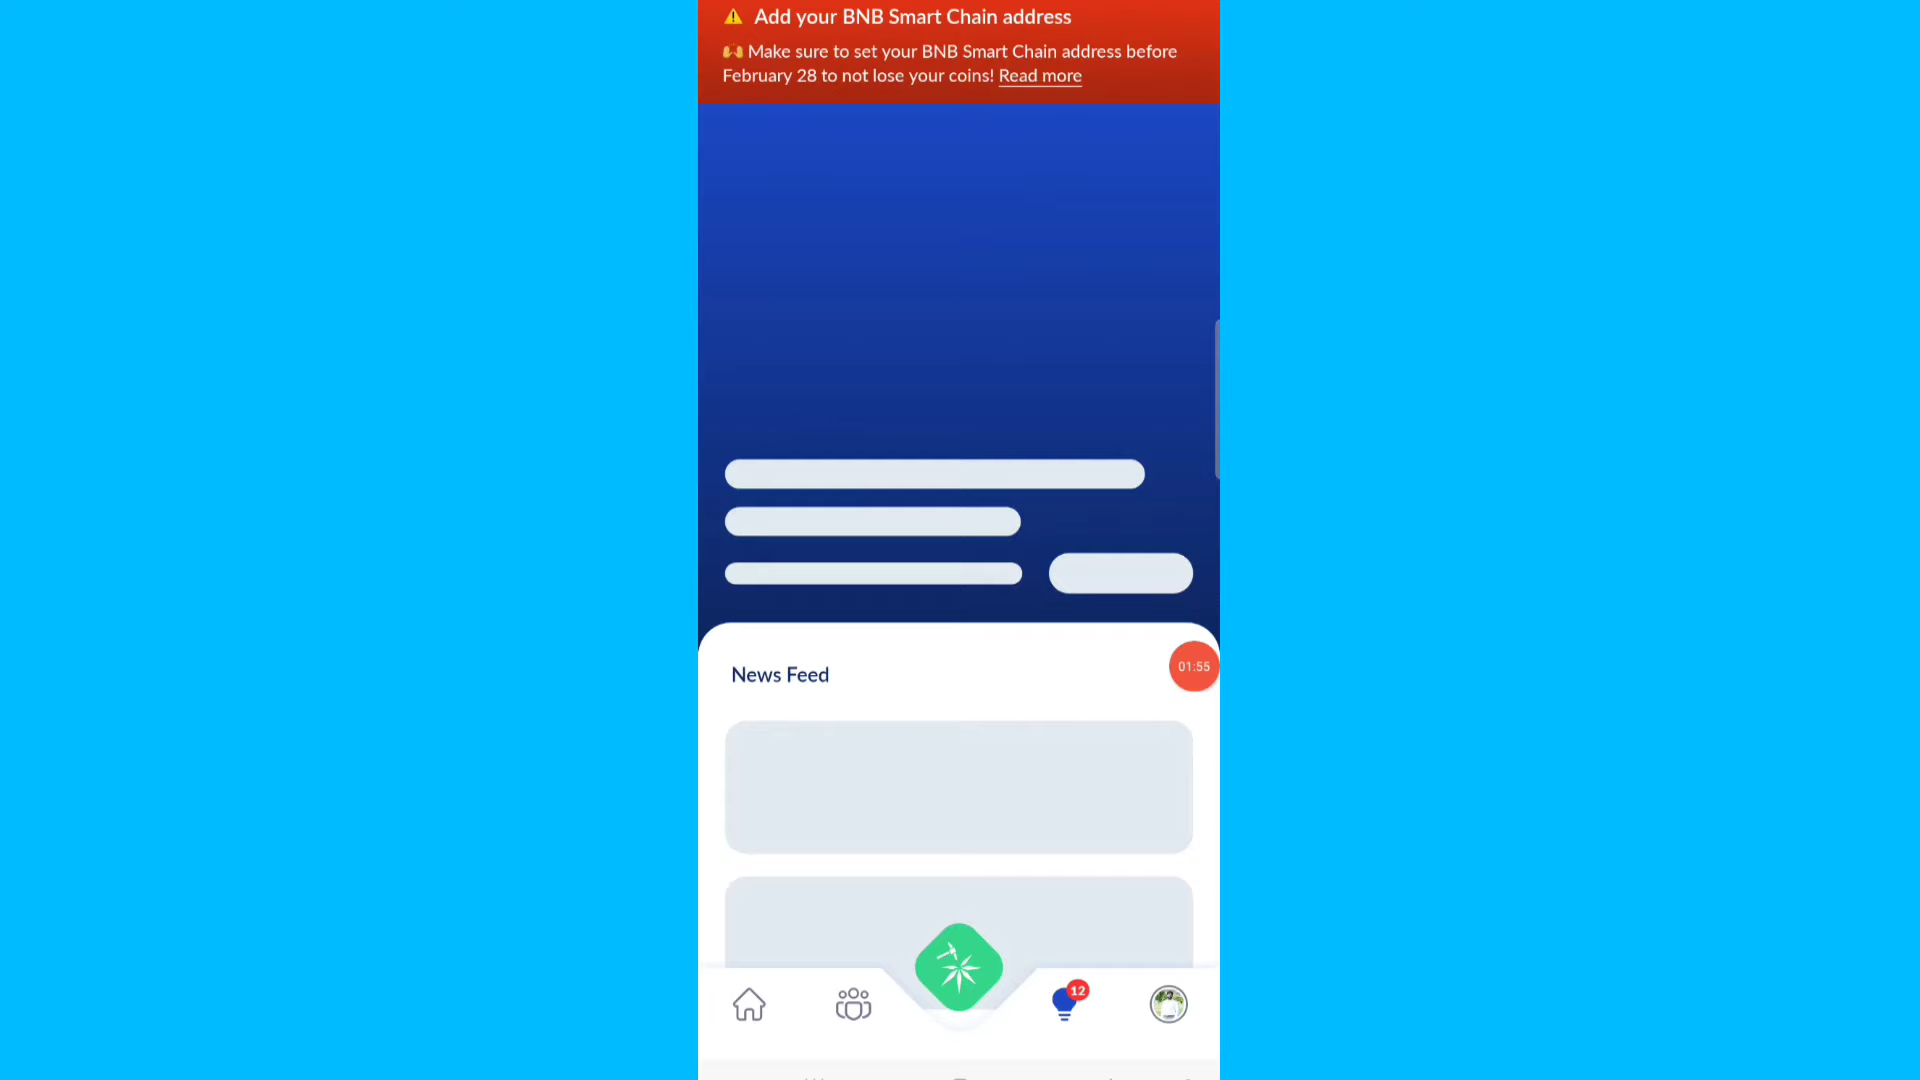 ⚠️ Add your BNB Smart Chain address
🙌 Make sure to set your BNB Smart Chain address before
February 28 to not lose your coins! Read more
News Feed
01:55
12